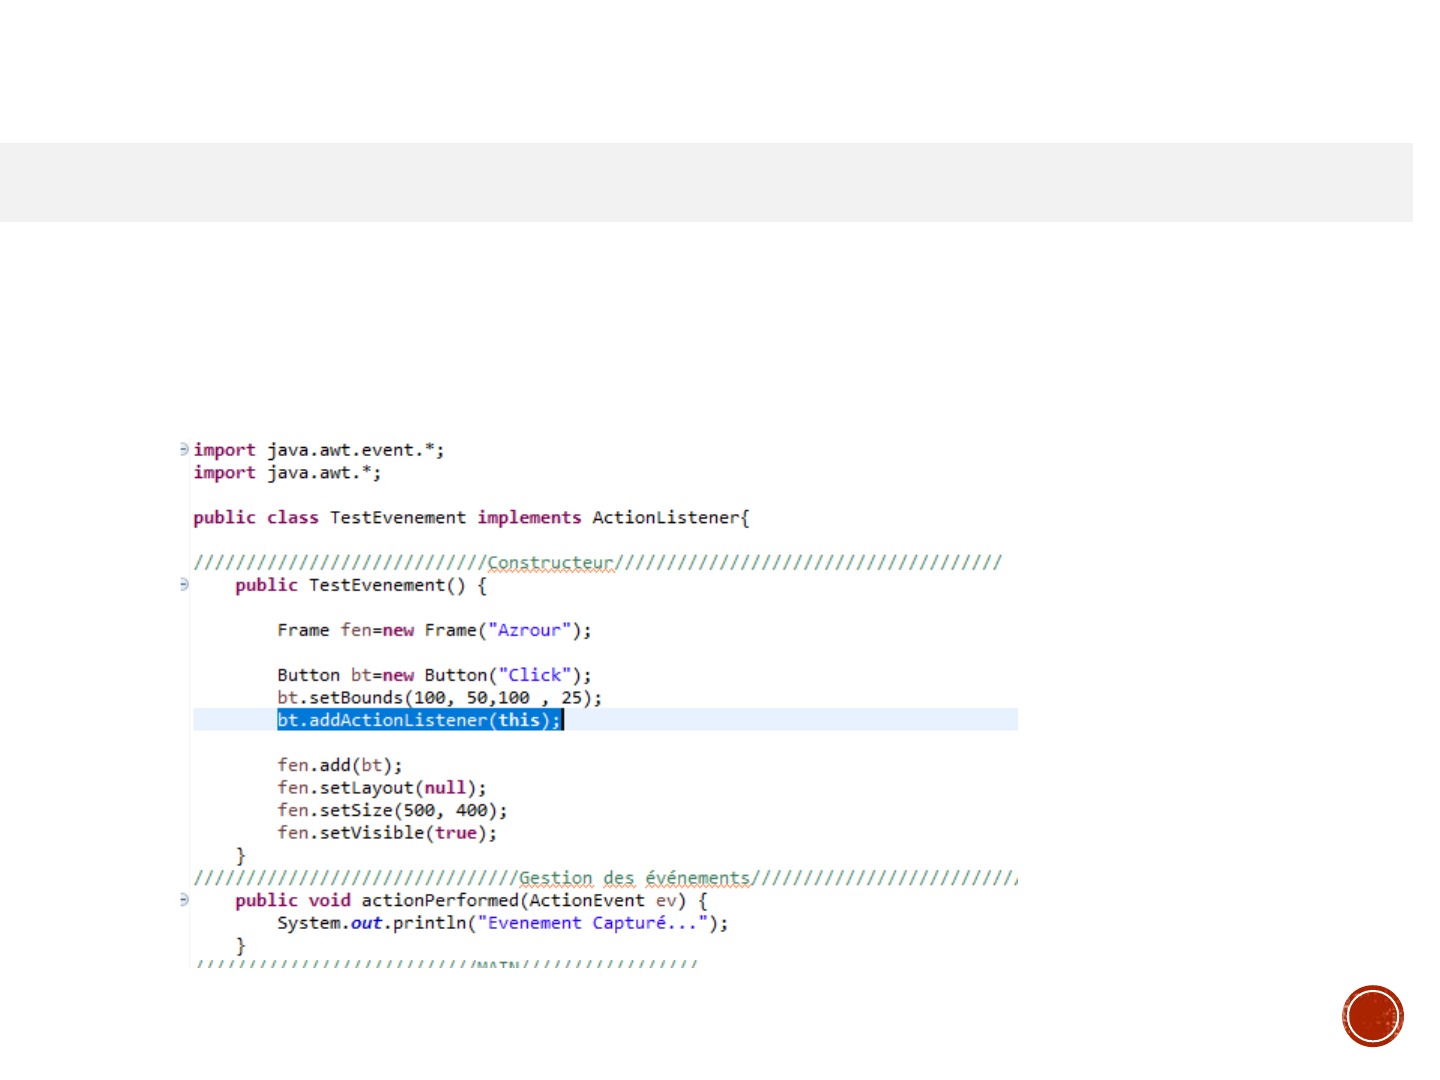 import java.awt.event.*;
import java.awt.*;
public class TestEvenement implements ActionListener{
////////////////////////////Constructeur/////////////////////////////////////
public TestEvenement() {
Frame fen=new Frame("Azrour");
Button bt=new Button("Click");
bt.setBounds(100, 50,100 , 25);
bt.addActionListener(this);
fen.add(bt);
fen.setLayout(null);
fen.setSize(500, 400);
fen.setVisible(true);
}
///////////////////////////////Gestion des événements//////////////////////////
public void actionPerformed(ActionEvent ev) {
System.out.println("Evenement Capturé...");
}
///////////////////////////MAIN/////////////////